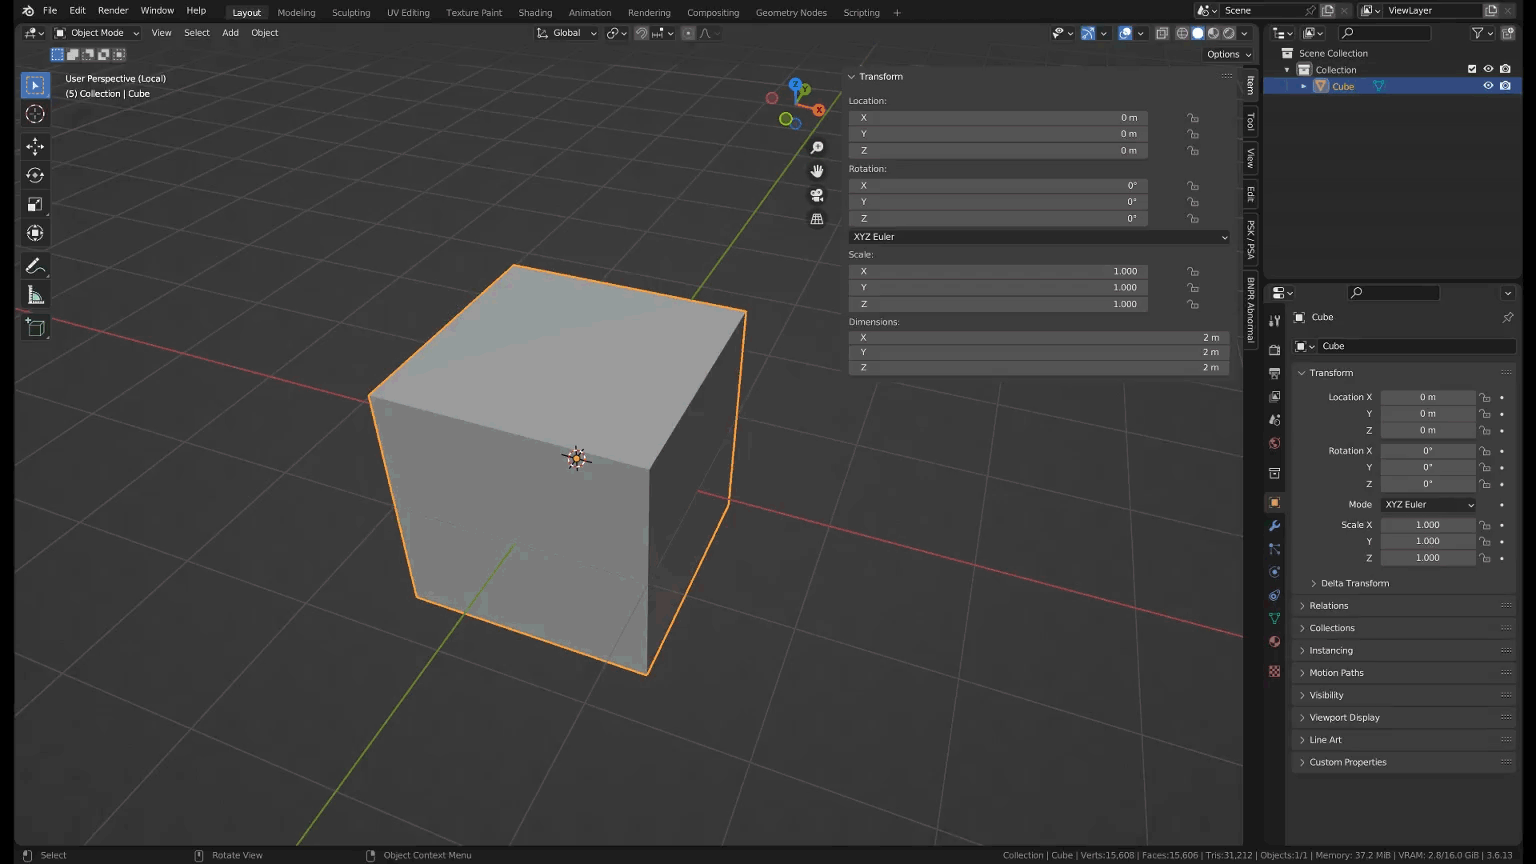 File Edit Render Window Help Layout Modeling Sculpting UV Editing Texture Paint Shading Animation Rendering Compositing Geometry Nodes Scripting + Scene ViewLayer
Object Mode View Select Add Object Global
Options
User Perspective (Local)
(5) Collection | Cube
Z
Y
X
Transform
Location:
X 0 m
Y 0 m
Z 0 m
Rotation:
X 0°
Y 0°
Z 0°
XYZ Euler
Scale:
X 1.000
Y 1.000
Z 1.000
Dimensions:
X 2 m
Y 2 m
Z 2 m
Item
Tool
View
Edit
PSK / PSA
BNPR Abnormal
Scene Collection
Collection
Cube
Cube
Cube
Transform
Location X 0 m
Y 0 m
Z 0 m
Rotation X 0°
Y 0°
Z 0°
Mode XYZ Euler
Scale X 1.000
Y 1.000
Z 1.000
Delta Transform
Relations
Collections
Instancing
Motion Paths
Visibility
Viewport Display
Line Art
Custom Properties
Select Rotate View Object Context Menu Collection | Cube | Verts:15,608 | Faces:15,606 | Tris:31,212 | Objects:1/1 | Memory: 37.2 MiB | VRAM: 2.8/16.0 GiB | 3.6.13